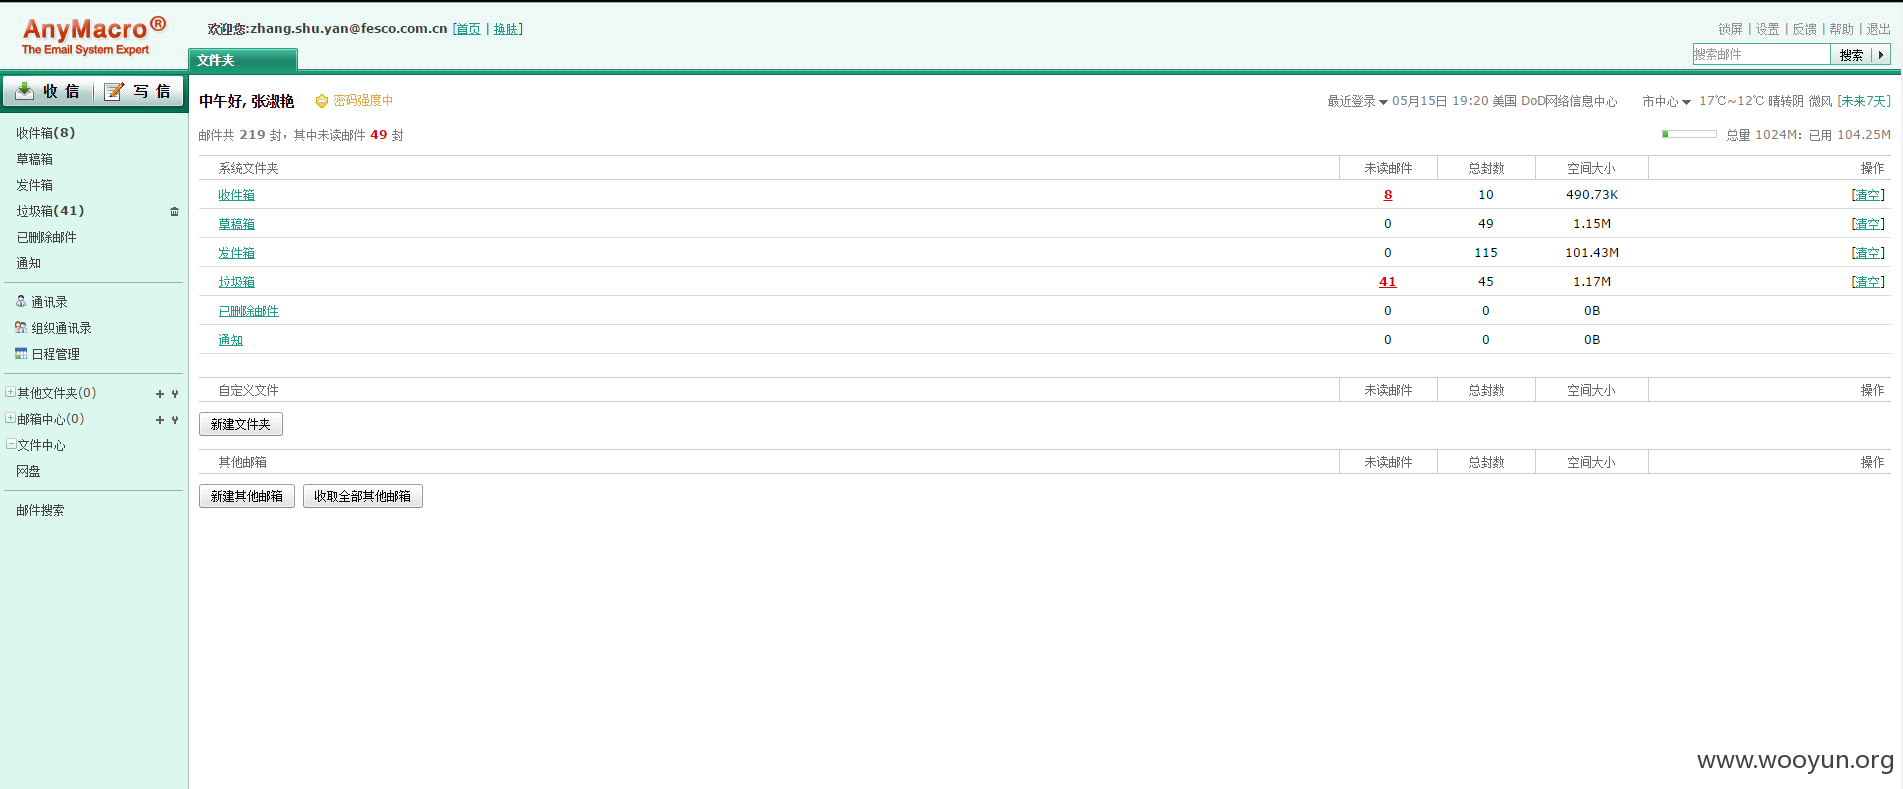 AnyMacro®
The Email System Expert
欢迎您:zhang.shu.yan@fesco.com.cn [首页 | 换肤]
锁屏 | 设置 | 反馈 | 帮助 | 退出
文件夹
搜索邮件 搜索
收 信 写 信
中午好, 张淑艳 密码强度中
最近登录 05月15日 19:20 美国 DoD网络信息中心 市中心 17℃~12℃ 晴转阴 微风 [未来7天]
邮件共 219 封，其中未读邮件 49 封
总量 1024M: 已用 104.25M
收件箱(8)
草稿箱
发件箱
垃圾箱(41)
已删除邮件
通知
通讯录
组织通讯录
日程管理
其他文件夹(0)
邮箱中心(0)
文件中心
网盘
邮件搜索
系统文件夹 未读邮件 总封数 空间大小 操作
收件箱 8 10 490.73K [清空]
草稿箱 0 49 1.15M [清空]
发件箱 0 115 101.43M [清空]
垃圾箱 41 45 1.17M [清空]
已删除邮件 0 0 0B
通知 0 0 0B
自定义文件 未读邮件 总封数 空间大小 操作
新建文件夹
其他邮箱 未读邮件 总封数 空间大小 操作
新建其他邮箱 收取全部其他邮箱
www.wooyun.org